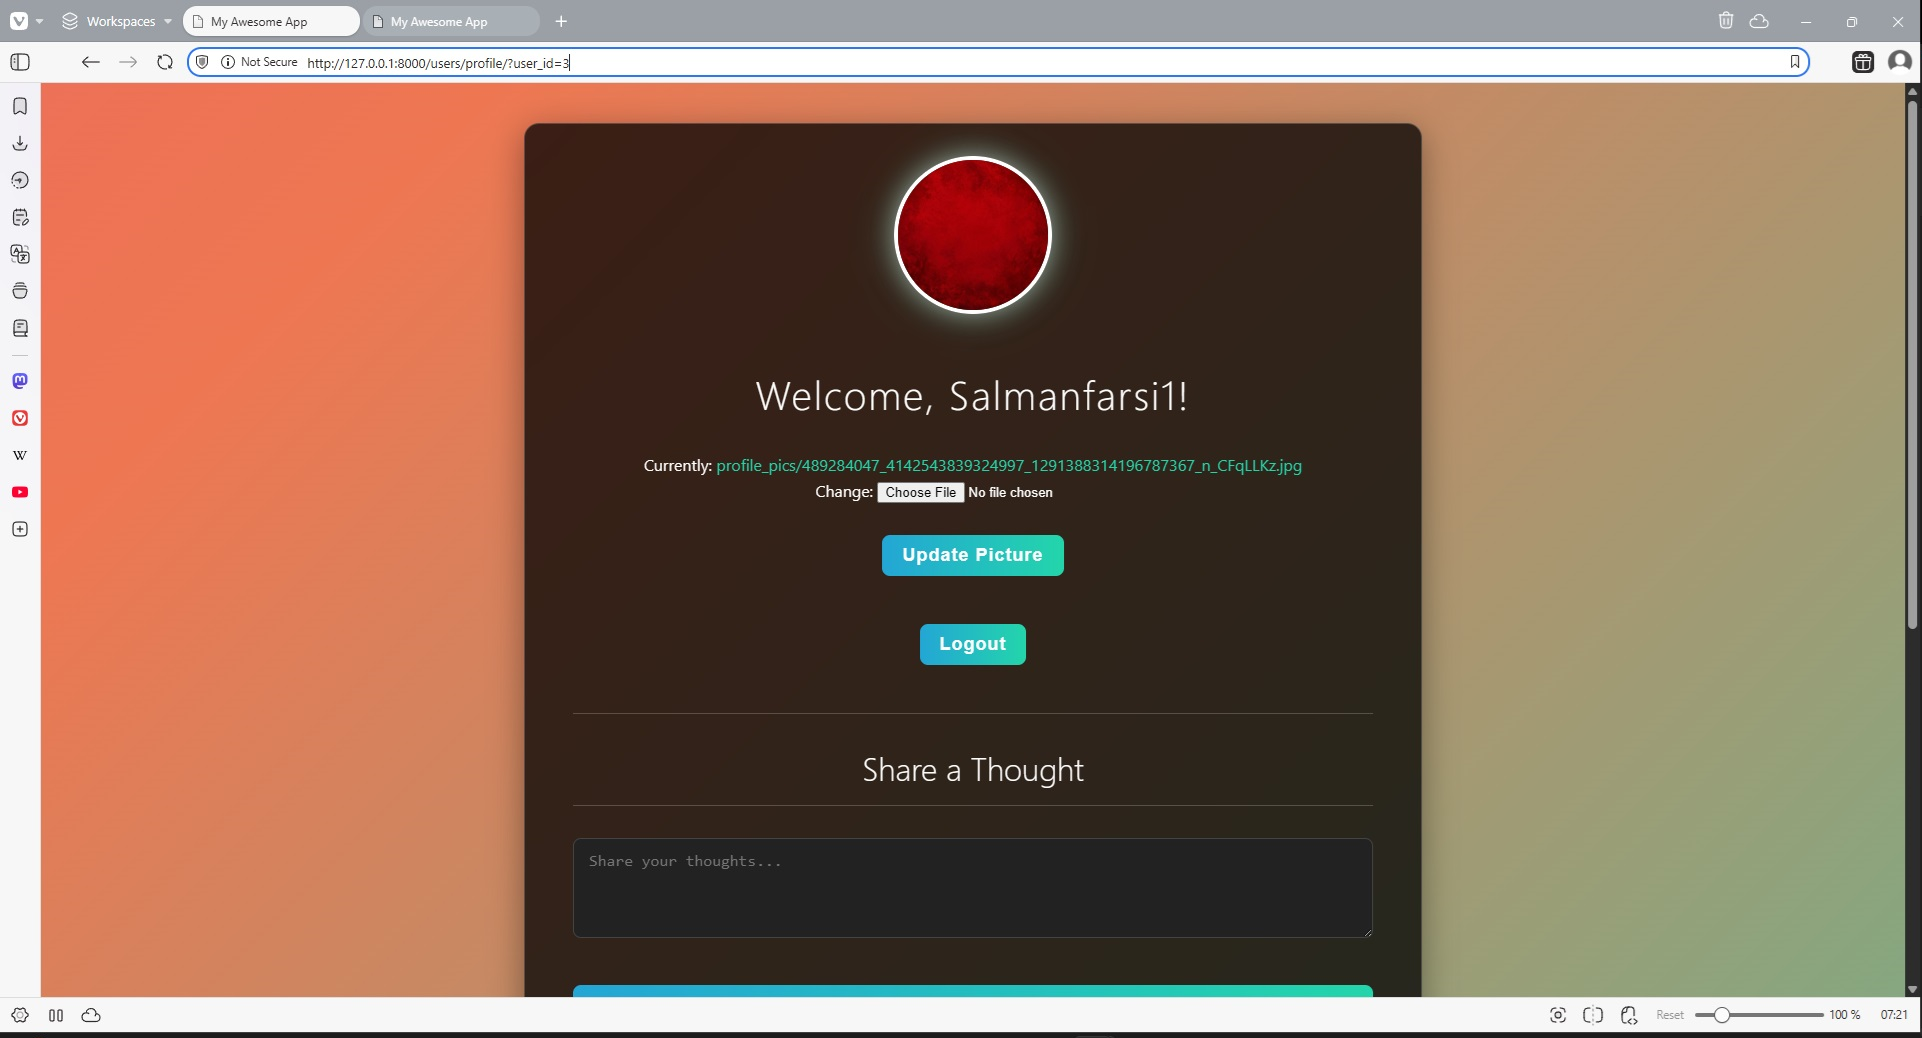 Workspaces
My Awesome App
My Awesome App
Not Secure http://127.0.0.1:8000/users/profile/?user_id=3
W
Welcome, Salmanfarsi1!
Currently: profile_pics/489284047_4142543839324997_1291388314196787367_n_CFqLLKz.jpg
Change: Choose File No file chosen
Update Picture
Logout
Share a Thought
Share your thoughts...
Reset 100 % 07:21